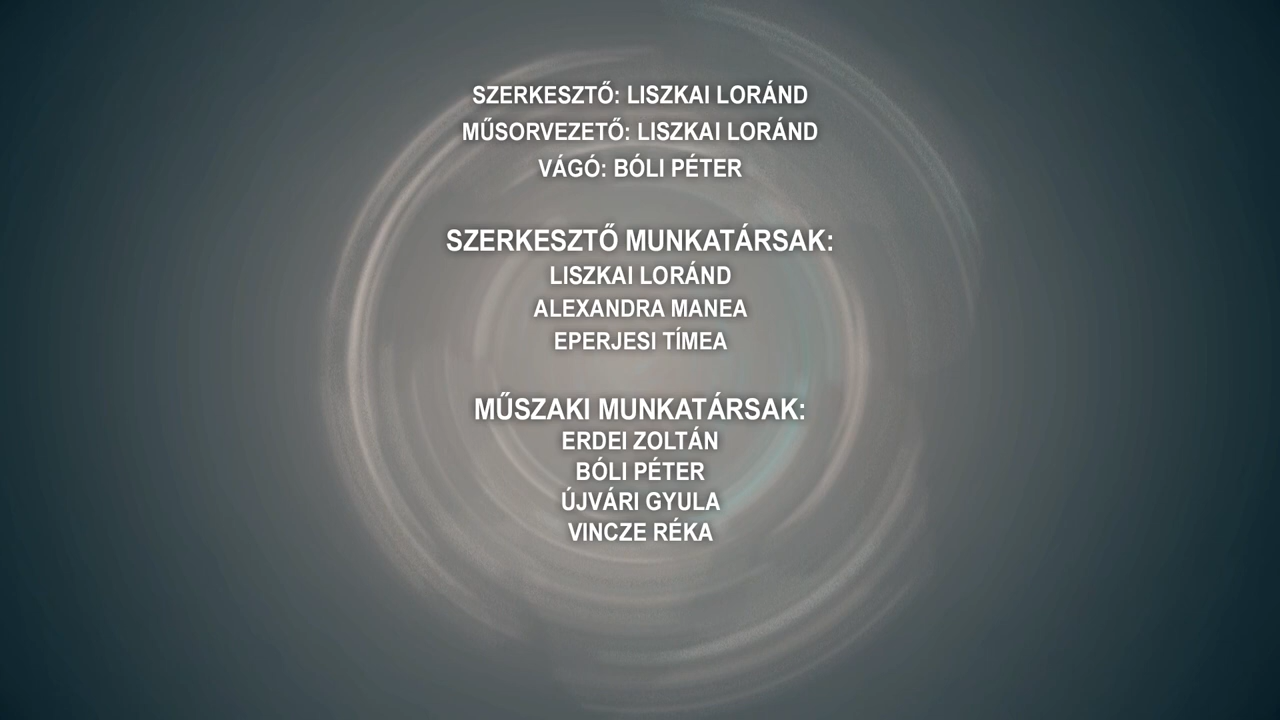 SZERKESZTŐ: LISZKAI LORÁND
MŰSORVEZETŐ: LISZKAI LORÁND
VÁGÓ: BÓLI PÉTER
SZERKESZTŐ MUNKATÁRSAK:
LISZKAI LORÁND
ALEXANDRA MANEA
EPERJESI TÍMEA
MŰSZAKI MUNKATÁRSAK:
ERDEI ZOLTÁN
BÓLI PÉTER
ÚJVÁRI GYULA
VINCZE RÉKA